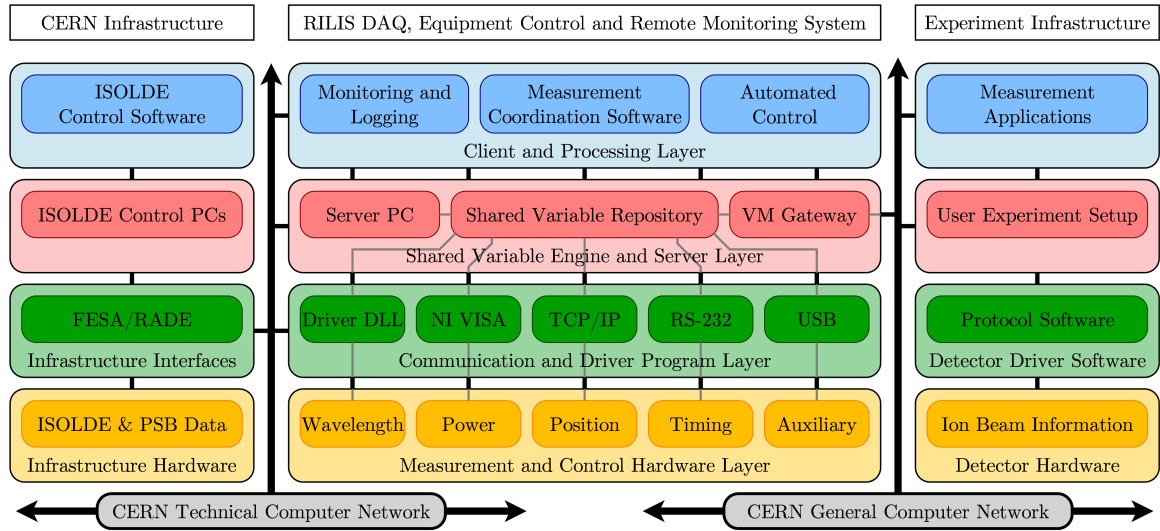 CERN Infrastructure
RILIS DAQ, Equipment Control and Remote Monitoring System
Experiment Infrastructure
ISOLDE
Control Software
Monitoring and
Logging
Measurement
Coordination Software
Automated
Control
Client and Processing Layer
Measurement
Applications
ISOLDE Control PCs
Server PC
Shared Variable Repository
VM Gateway
Shared Variable Engine and Server Layer
User Experiment Setup
FESA/RADE
Infrastructure Interfaces
Driver DLL
NI VISA
TCP/IP
RS-232
USB
Communication and Driver Program Layer
Protocol Software
Detector Driver Software
ISOLDE & PSB Data
Infrastructure Hardware
Wavelength
Power
Position
Timing
Auxiliary
Measurement and Control Hardware Layer
Ion Beam Information
Detector Hardware
CERN Technical Computer Network
CERN General Computer Network